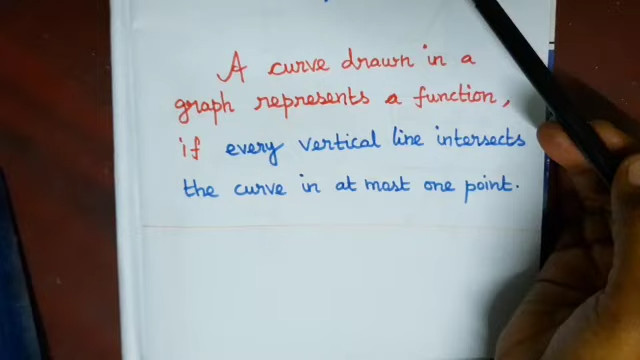 A curve drawn in a
graph represents a function,
if every vertical line intersects
the curve in at most one point.